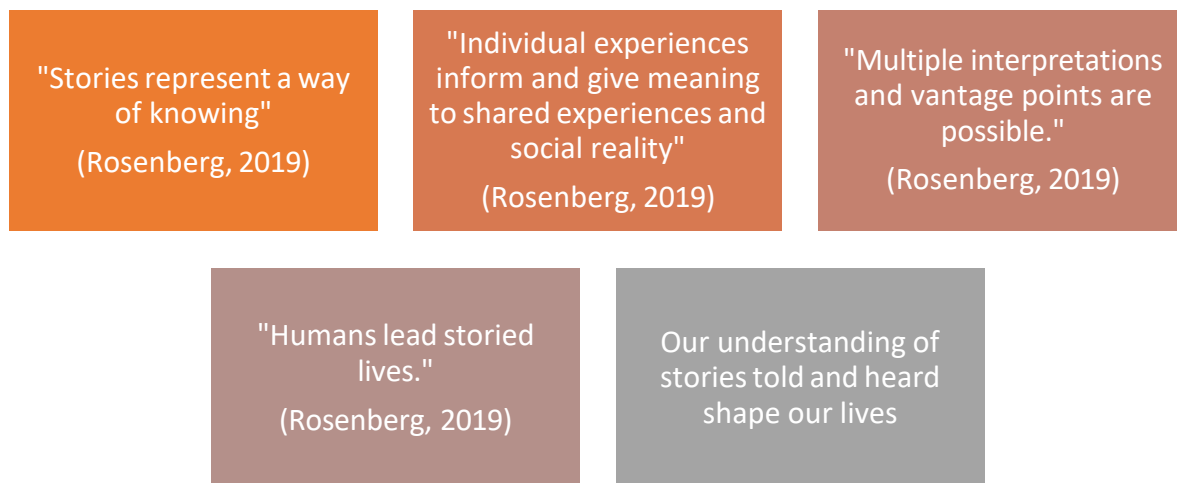 "Stories represent a way
of knowing"
(Rosenberg, 2019)
"Individual experiences
inform and give meaning
to shared experiences and
social reality"
(Rosenberg, 2019)
"Multiple interpretations
and vantage points are
possible."
(Rosenberg, 2019)
"Humans lead storied
lives."
(Rosenberg, 2019)
Our understanding of
stories told and heard
shape our lives